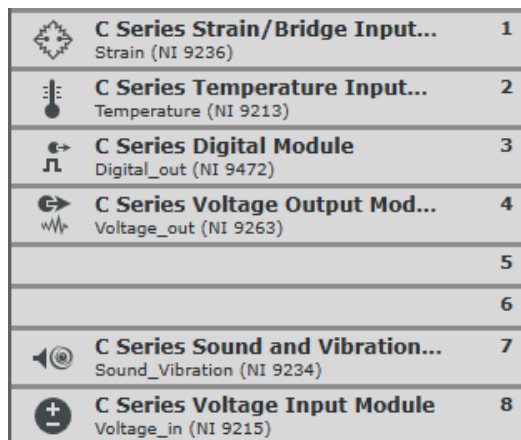 C Series Strain/Bridge Input... 1
Strain (NI 9236)
C Series Temperature Input... 2
Temperature (NI 9213)
C Series Digital Module 3
Digital_out (NI 9472)
C Series Voltage Output Mod... 4
Voltage_out (NI 9263)
5
6
C Series Sound and Vibration... 7
Sound_Vibration (NI 9234)
C Series Voltage Input Module 8
Voltage_in (NI 9215)